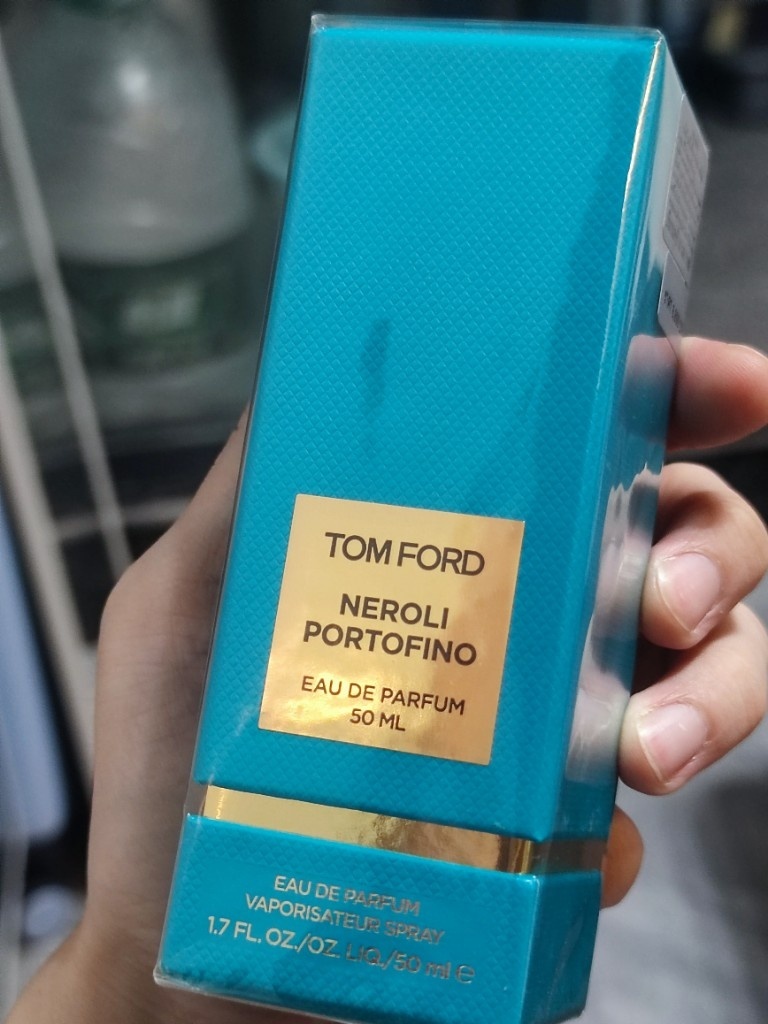 TOM FORD
NEROLI
PORTOFINO
EAU DE PARFUM
50 ML
EAU DE PARFUM
VAPORISATEUR SPRAY
1.7 FL. OZ./OZ. LIQ./50 ml ℮